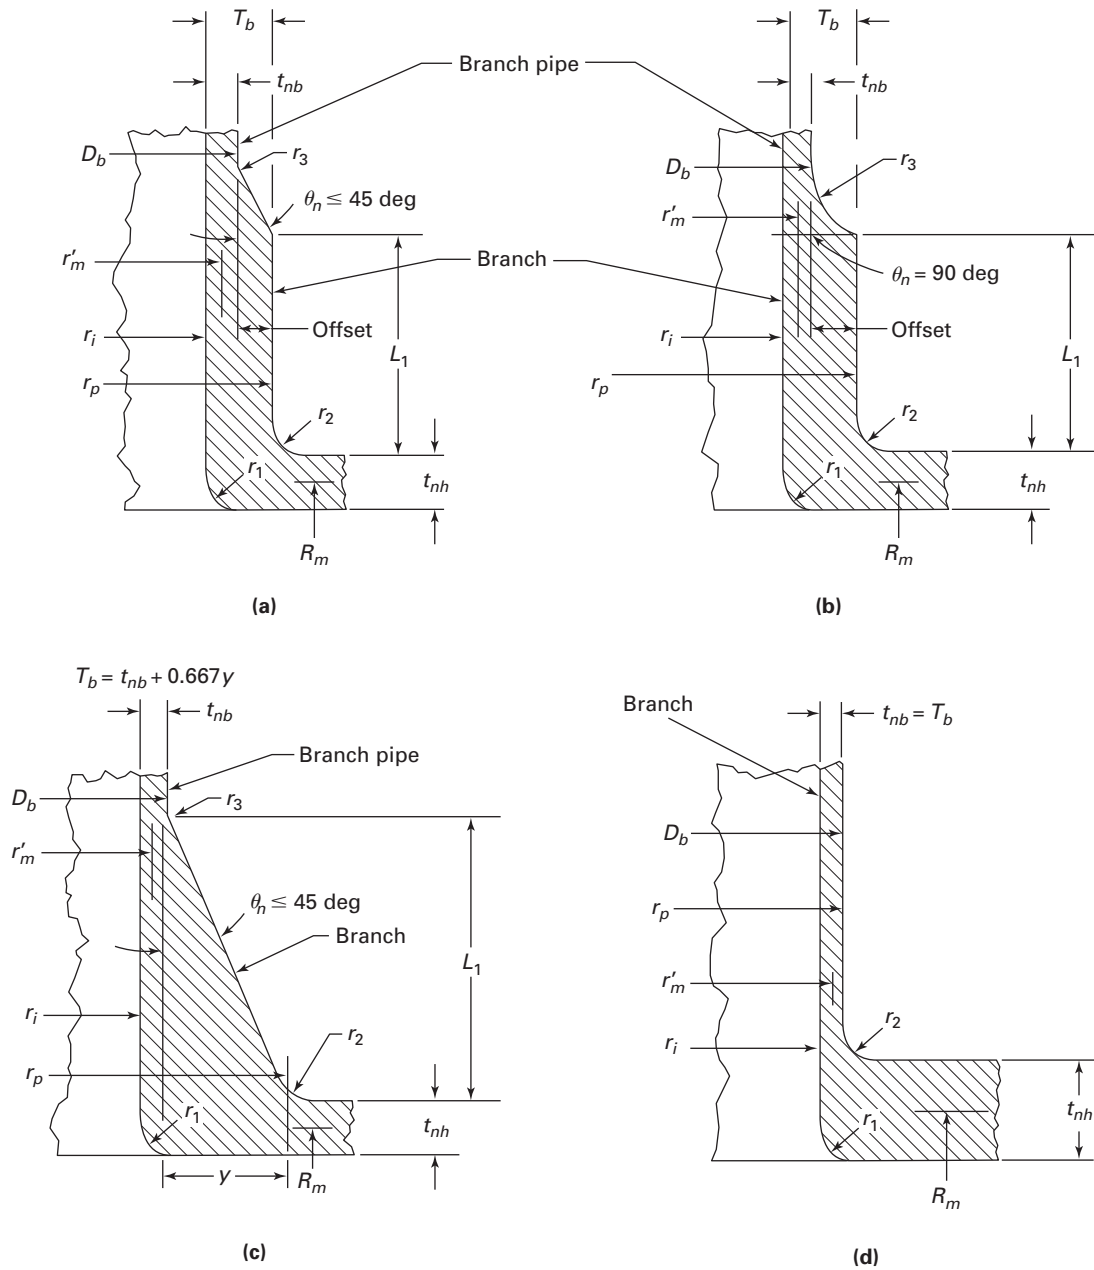 T_b
t_nb
Branch pipe
D_b
r_3
θ_n ≤ 45 deg
r'_m
Branch
r_i
Offset
L_1
r_p
r_2
r_1
t_nh
R_m
(a)
T_b
t_nb
D_b
r_3
r'_m
θ_n = 90 deg
r_i
Offset
L_1
r_p
r_2
r_1
t_nh
R_m
(b)
T_b = t_nb + 0.667y
t_nb
Branch pipe
D_b
r_3
r'_m
θ_n ≤ 45 deg
Branch
L_1
r_i
r_2
r_p
r_1
t_nh
y
R_m
(c)
Branch
t_nb = T_b
D_b
r_p
r'_m
r_2
r_i
r_1
t_nh
R_m
(d)